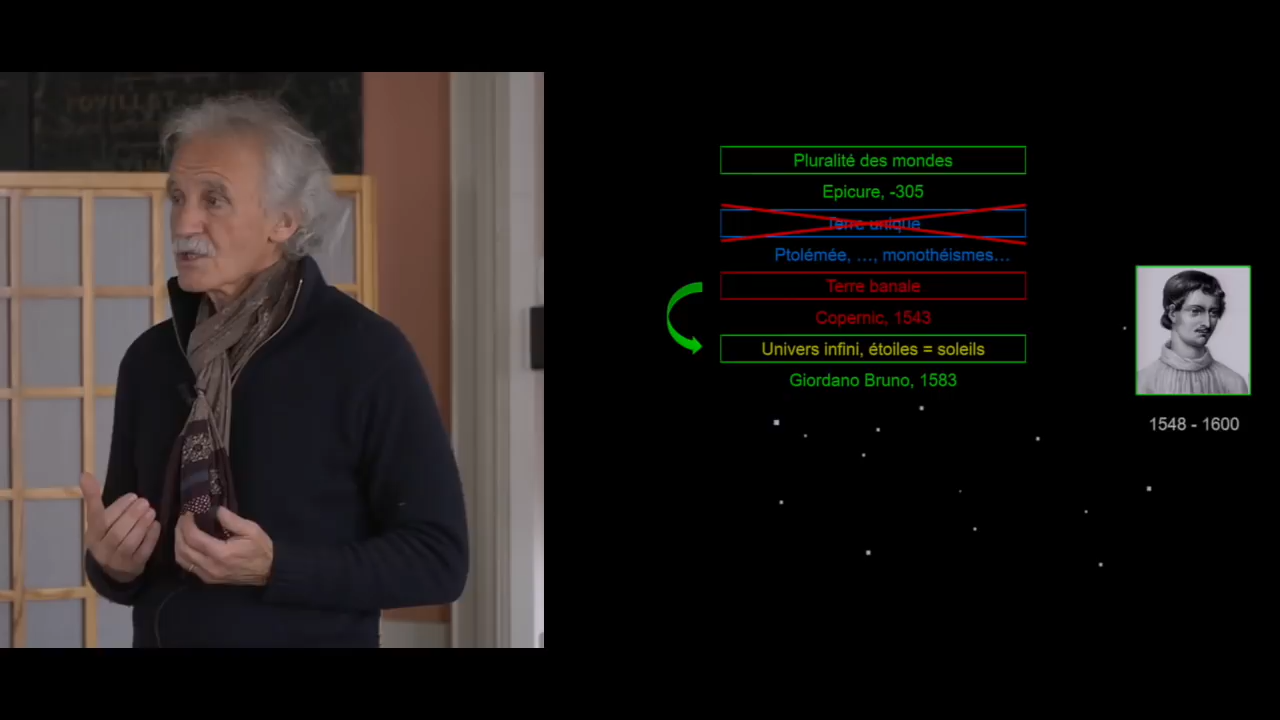 Pluralité des mondes
Epicure, -305
Terre unique
Ptolémée, ..., monothéismes...
Terre banale
Copernic, 1543
Univers infini, étoiles = soleils
Giordano Bruno, 1583
1548 - 1600